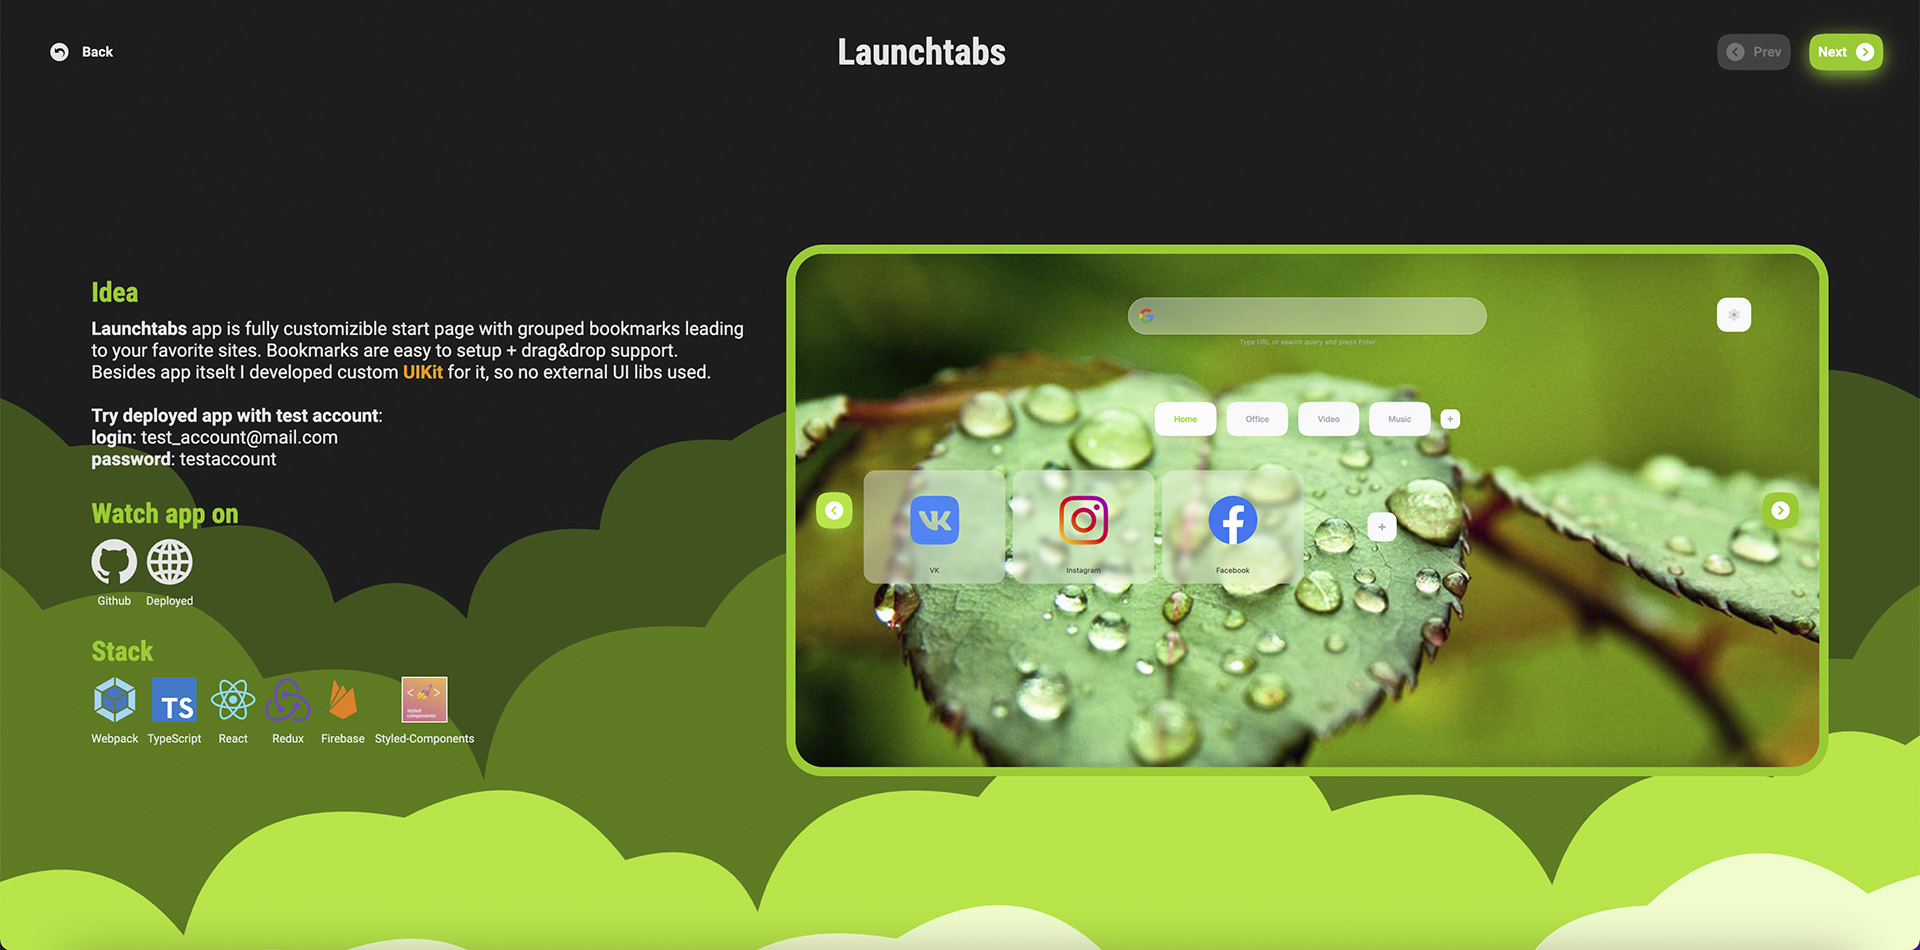 Back
Launchtabs
Prev
Next
Idea
Launchtabs app is fully customizible start page with grouped bookmarks leading
to your favorite sites. Bookmarks are easy to setup + drag&drop support.
Besides app itselt I developed custom UIKit for it, so no external UI libs used.
Try deployed app with test account:
login: test_account@mail.com
password: testaccount
Watch app on
Github
Deployed
Stack
TS
< >
styled
components
Webpack
TypeScript
React
Redux
Firebase
Styled-Components
G
Type URL or search query and press Enter
Home
Office
Video
Music
+
VK
Instagram
Facebook
+